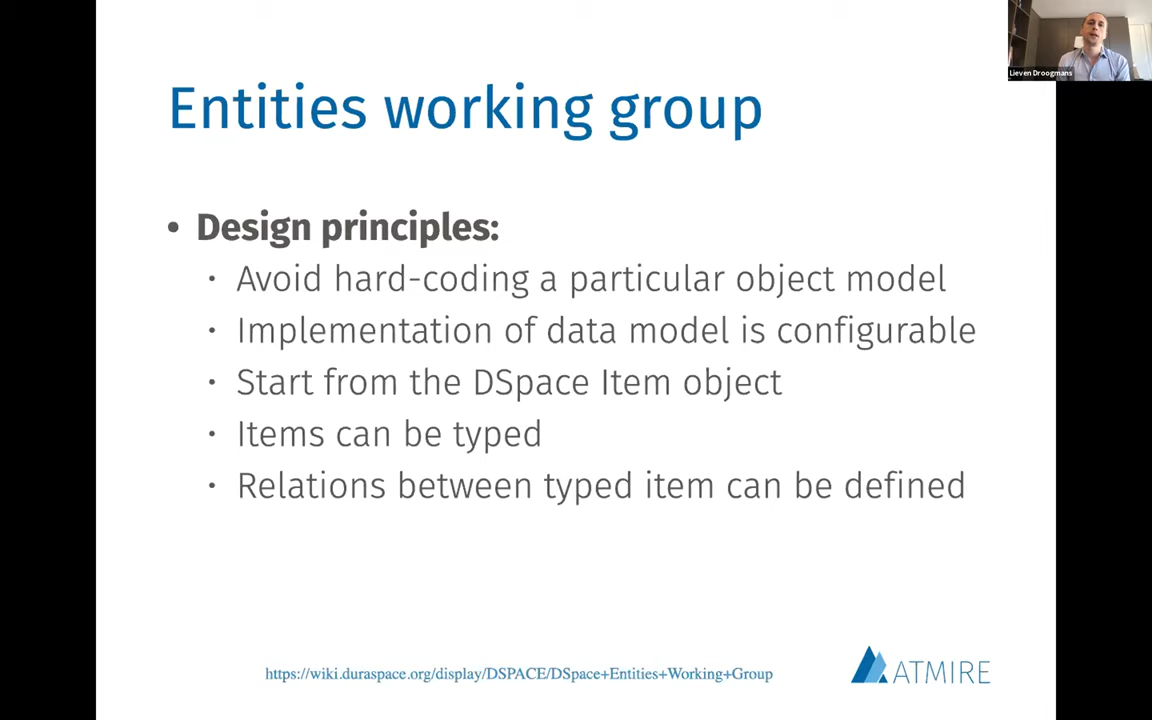 Lieven Droogmans
Entities working group
• Design principles:
· Avoid hard-coding a particular object model
· Implementation of data model is configurable
· Start from the DSpace Item object
· Items can be typed
· Relations between typed item can be defined
https://wiki.duraspace.org/display/DSPACE/DSpace+Entities+Working+Group
ATMIRE